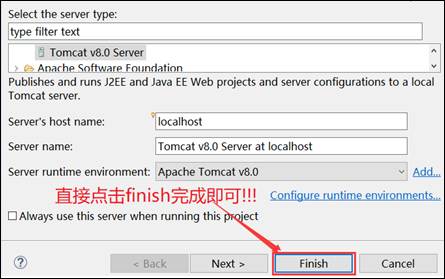 Select the server type:
type filter text
Tomcat v8.0 Server
Apache Software Foundation
Publishes and runs J2EE and Java EE Web projects and server configurations to a local
Tomcat server.
Server's host name: localhost
Server name: Tomcat v8.0 Server at localhost
Server runtime environment: Apache Tomcat v8.0 Add...
直接点击finish完成即可!!! Configure runtime environments...
Always use this server when running this project
? < Back Next > Finish Cancel